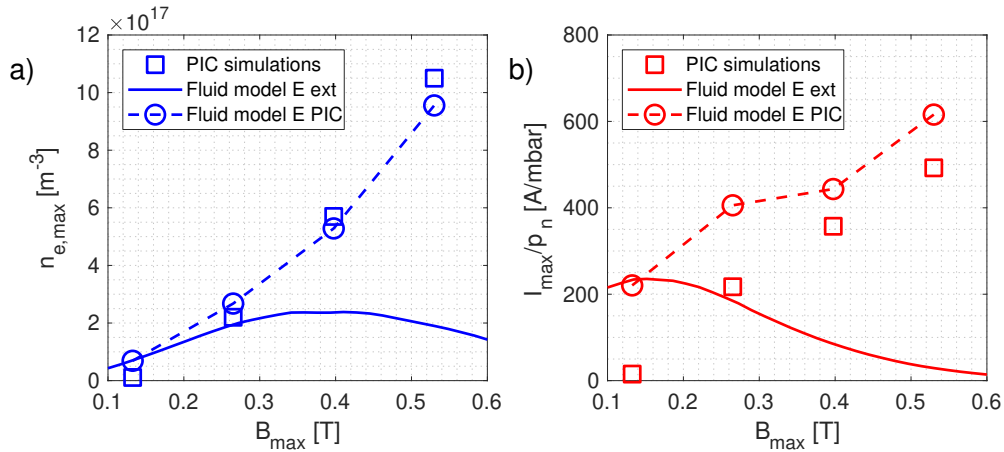 a)
×10^17
n_e,max [m^-3]
12
10
8
6
4
2
0
PIC simulations
Fluid model E ext
Fluid model E PIC
0.1 0.2 0.3 0.4 0.5 0.6
B_max [T]
b)
I_max/p_n [A/mbar]
800
600
400
200
0
PIC simulations
Fluid model E ext
Fluid model E PIC
0.1 0.2 0.3 0.4 0.5 0.6
B_max [T]